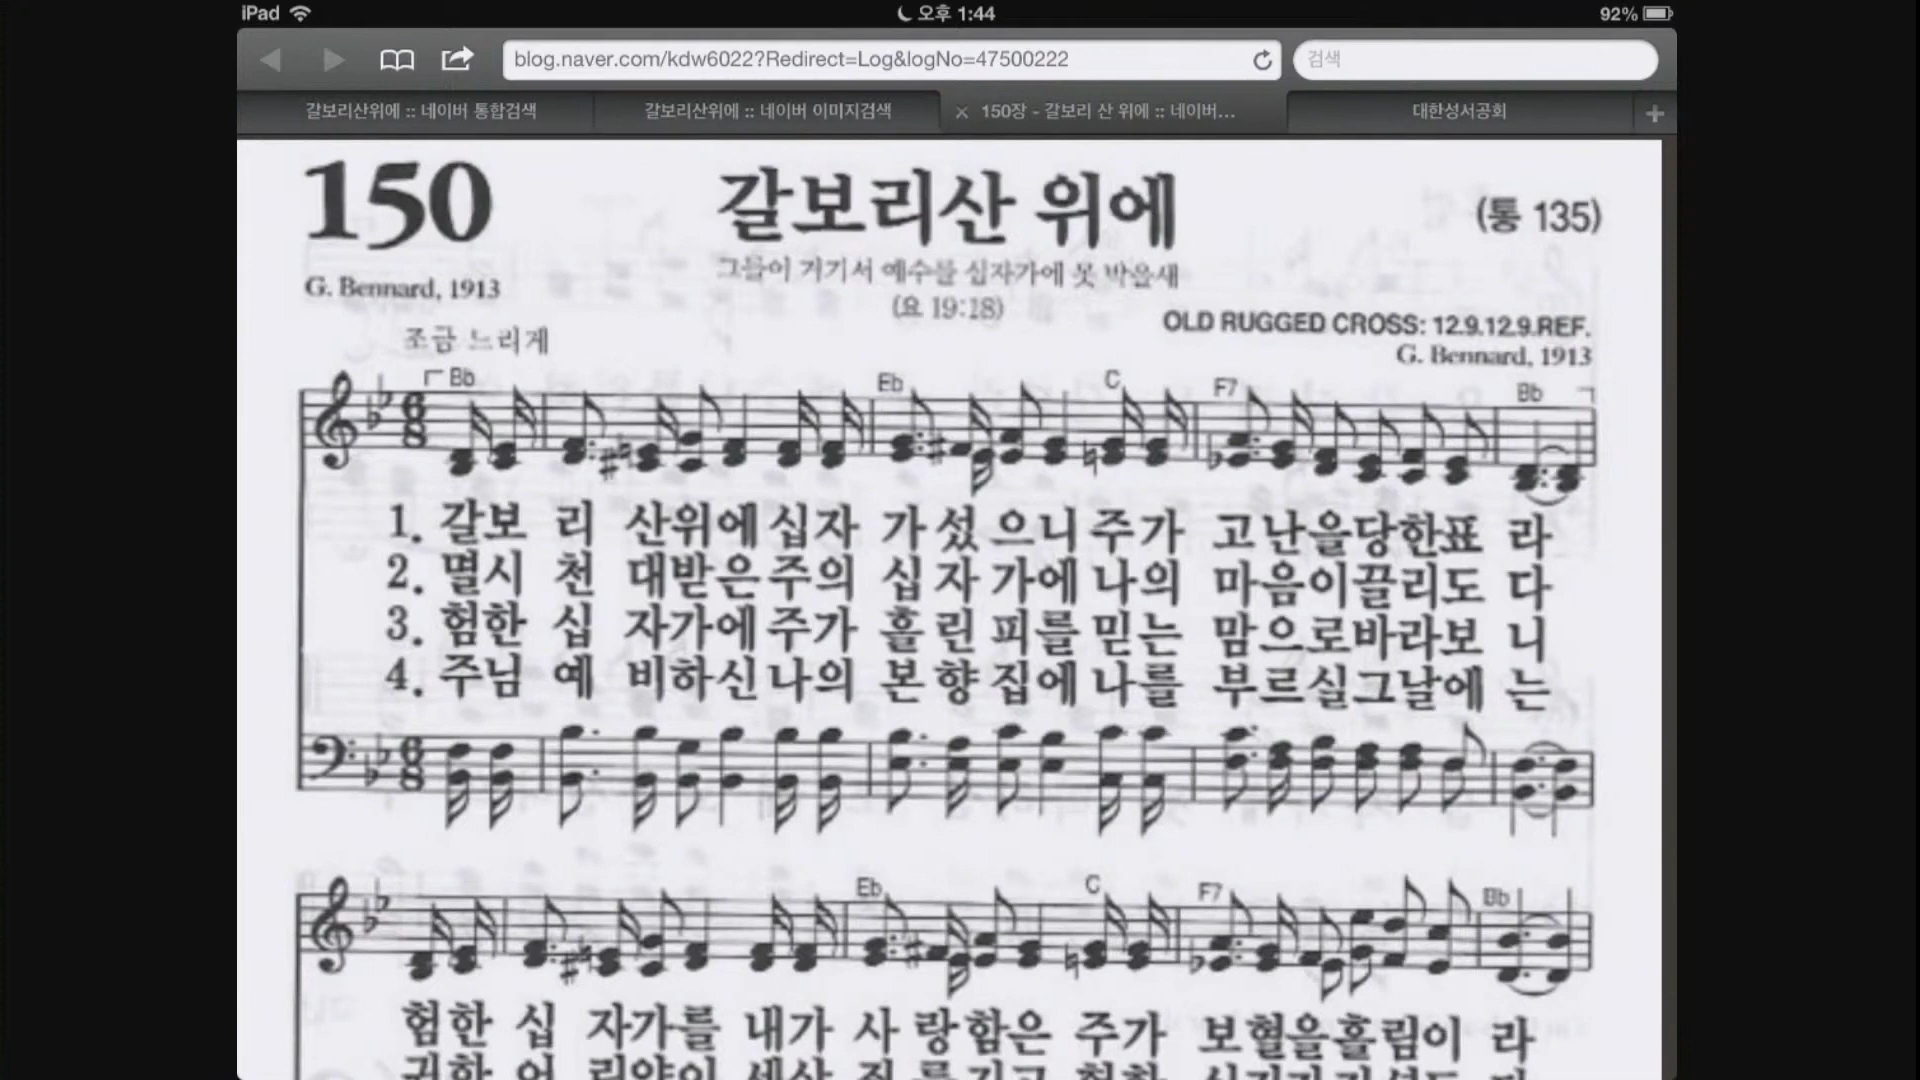 iPad 오후 1:44 92%
blog.naver.com/kdw6022?Redirect=Log&logNo=47500222 검색
갈보리산위에 :: 네이버 통합검색 갈보리산위에 :: 네이버 이미지검색 × 150장 - 갈보리 산 위에 :: 네이버… 대한성서공회 +
150 갈보리산 위에 (통 135)
그들이 거기서 예수를 십자가에 못 박을새
G. Bennard, 1913
(요 19:18)
OLD RUGGED CROSS: 12.9.12.9.REF.
조금 느리게
G. Bennard, 1913
Bb Eb C F7 Bb
6 8
1. 갈보 리 산위에십자 가섰으니주가 고난을당한표 라
2. 멸시 천 대받은주의 십자가에나의 마음이끌리도 다
3. 험한 십 자가에주가 흘린피를믿는 맘으로바라보 니
4. 주님 예 비하신나의 본향집에나를 부르실그날에 는
6 8
Eb C F7 Bb
험한 십 자가를 내가 사랑함은 주가 보혈을흘림이 라